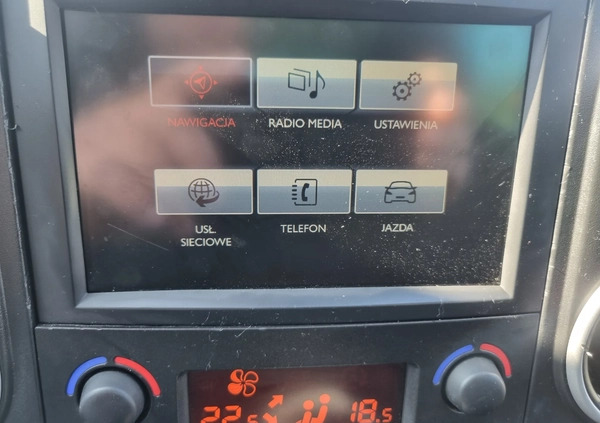 NAWIGACJA RADIO MEDIA USTAWIENIA
USŁ. SIECIOWE TELEFON JAZDA
22.5 18.5